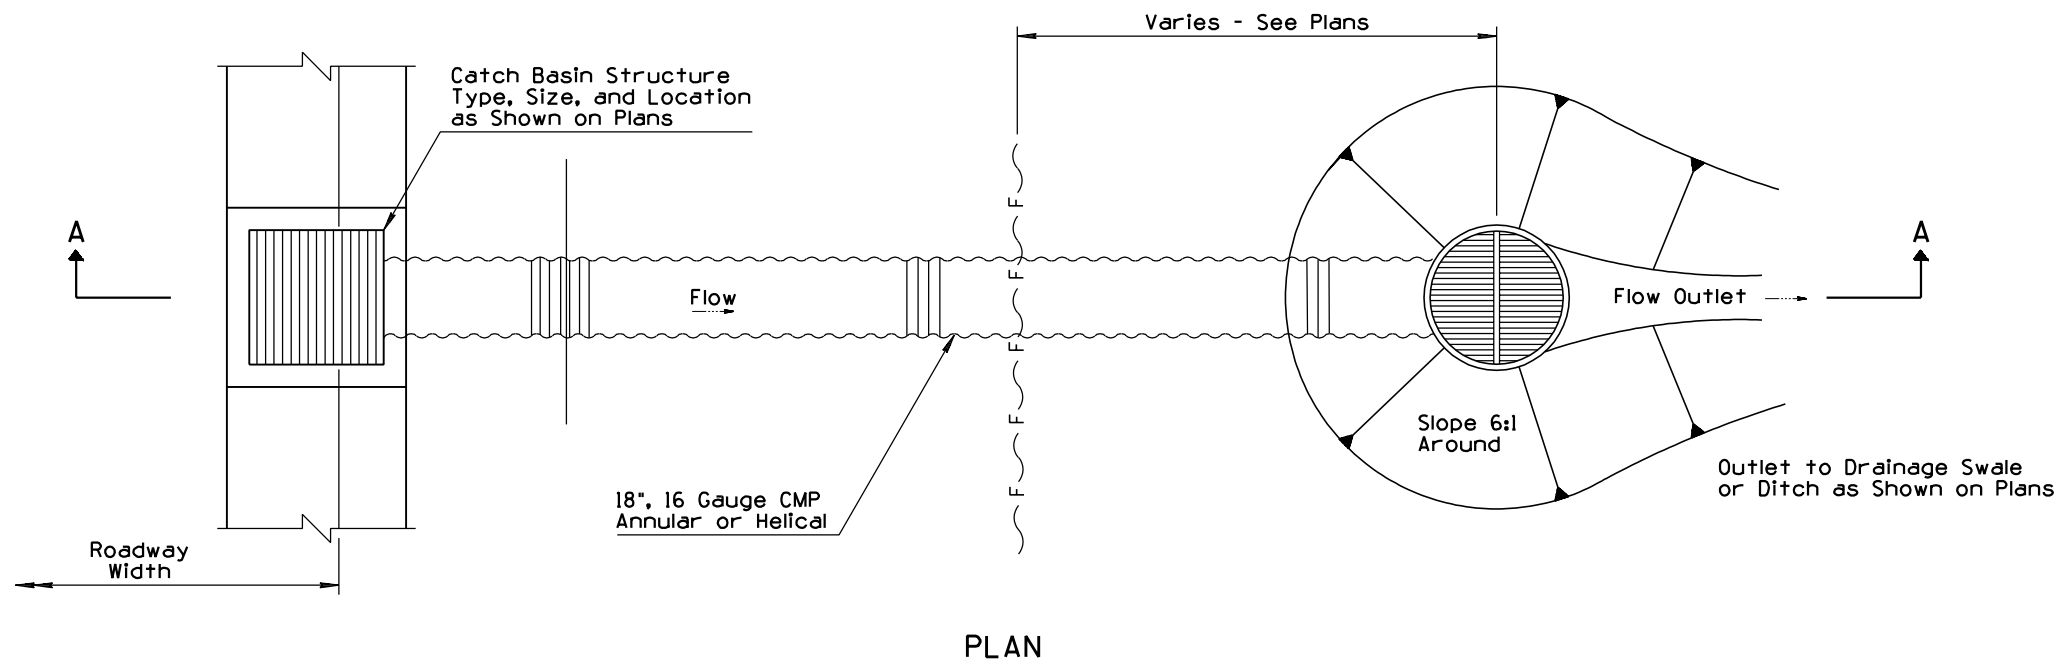 Varies - See Plans
Catch Basin Structure
Type, Size, and Location
as Shown on Plans
A
A
F
F
Flow
Flow Outlet
F
F
Slope 6:1
Around
Outlet to Drainage Swale
or Ditch as Shown on Plans
18", 16 Gauge CMP
Annular or Helical
F
Roadway
Width
PLAN